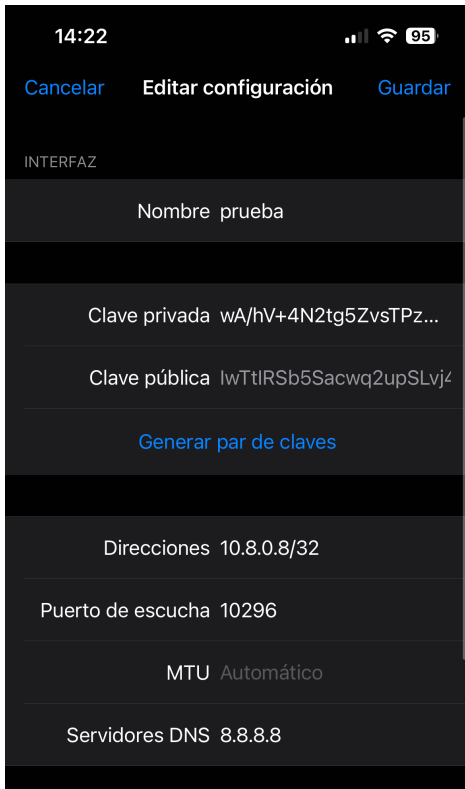 14:22
95
Cancelar Editar configuración Guardar
INTERFAZ
Nombre prueba
Clave privada wA/hV+4N2tg5ZvsTPz...
Clave pública
Generar par de claves
Direcciones 10.8.0.8/32
Puerto de escucha 10296
MTU Automático
Servidores DNS 8.8.8.8